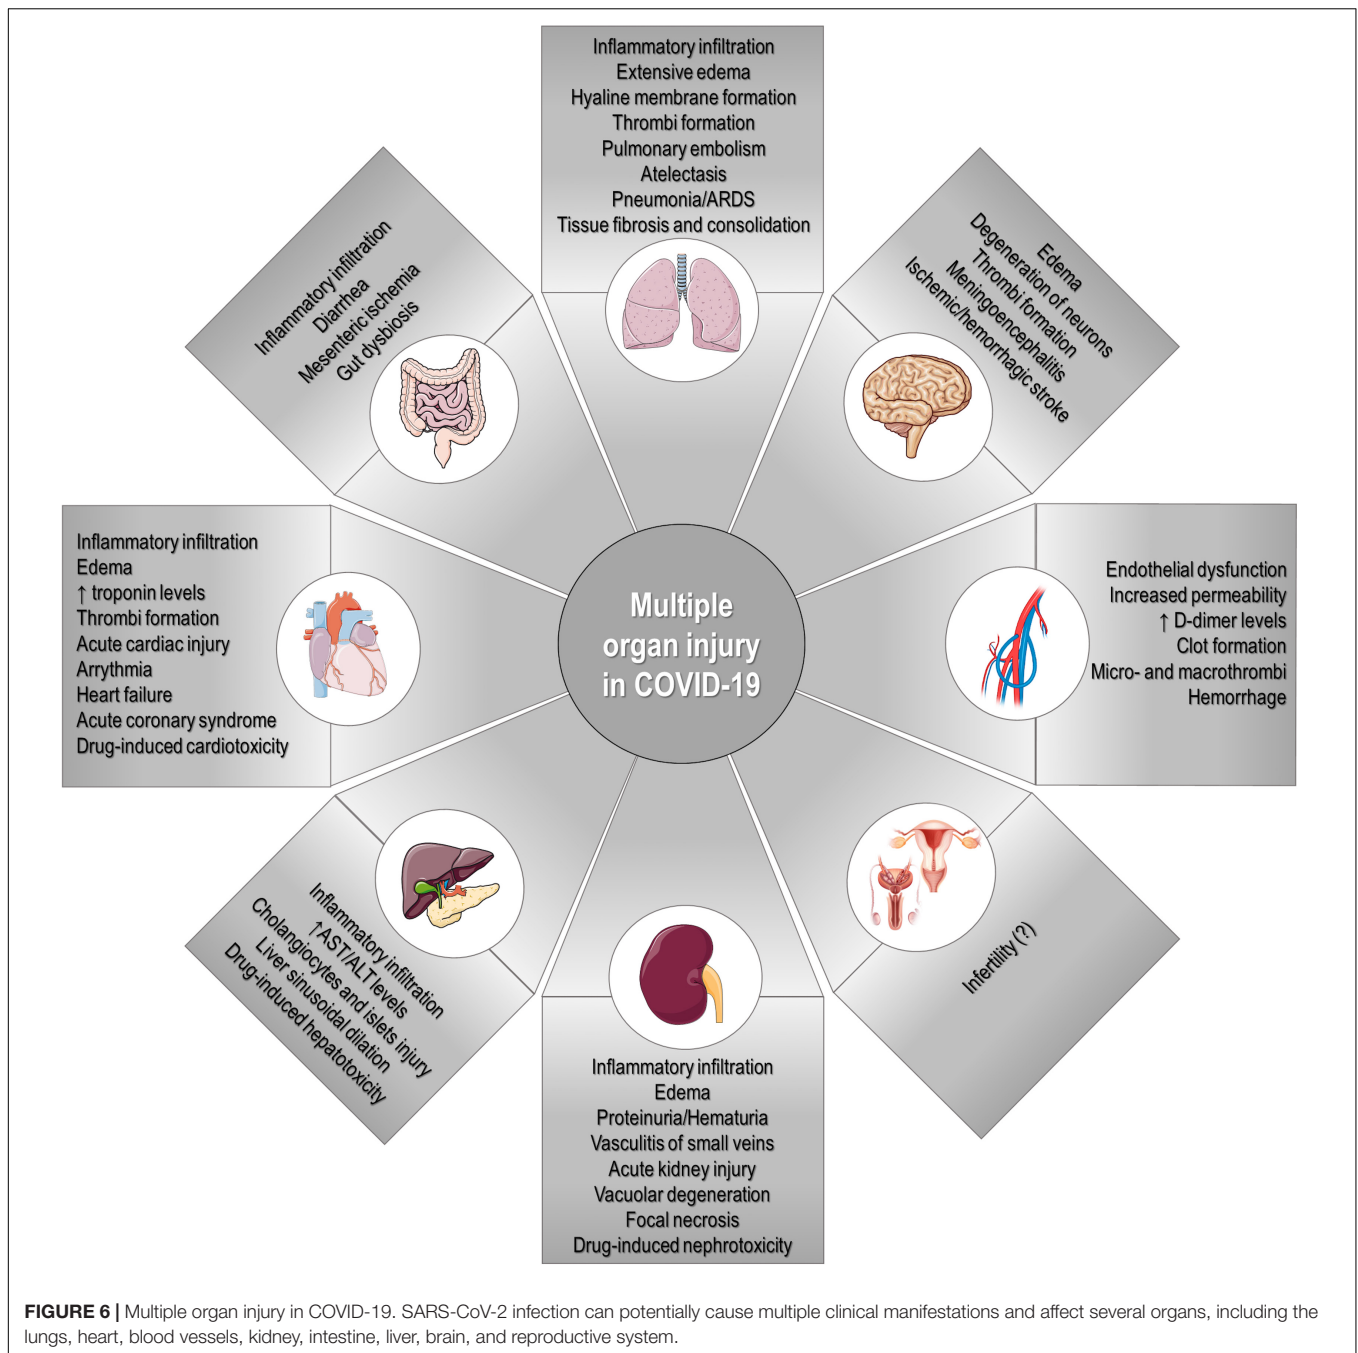 Inflammatory infiltration
Extensive edema
Hyaline membrane formation
Thrombi formation
Pulmonary embolism
Atelectasis
Pneumonia/ARDS
Tissue fibrosis and consolidation
Edema
Degeneration of neurons
Thrombi formation
Meningoencephalitis
Ischemic/hemorrhagic stroke
Endothelial dysfunction
Increased permeability
↑ D-dimer levels
Clot formation
Micro- and macrothrombi
Hemorrhage
Infertility (?)
Inflammatory infiltration
Edema
Proteinuria/Hematuria
Vasculitis of small veins
Acute kidney injury
Vacuolar degeneration
Focal necrosis
Drug-induced nephrotoxicity
Inflammatory infiltration
↑AST/ALT levels
Cholangiocytes and islets injury
Liver sinusoidal dilation
Drug-induced hepatotoxicity
Inflammatory infiltration
Edema
↑ troponin levels
Thrombi formation
Acute cardiac injury
Arrythmia
Heart failure
Acute coronary syndrome
Drug-induced cardiotoxicity
Inflammatory infiltration
Diarrhea
Mesenteric ischemia
Gut dysbiosis
Multiple
organ injury
in COVID-19
FIGURE 6 | Multiple organ injury in COVID-19. SARS-CoV-2 infection can potentially cause multiple clinical manifestations and affect several organs, including the
lungs, heart, blood vessels, kidney, intestine, liver, brain, and reproductive system.